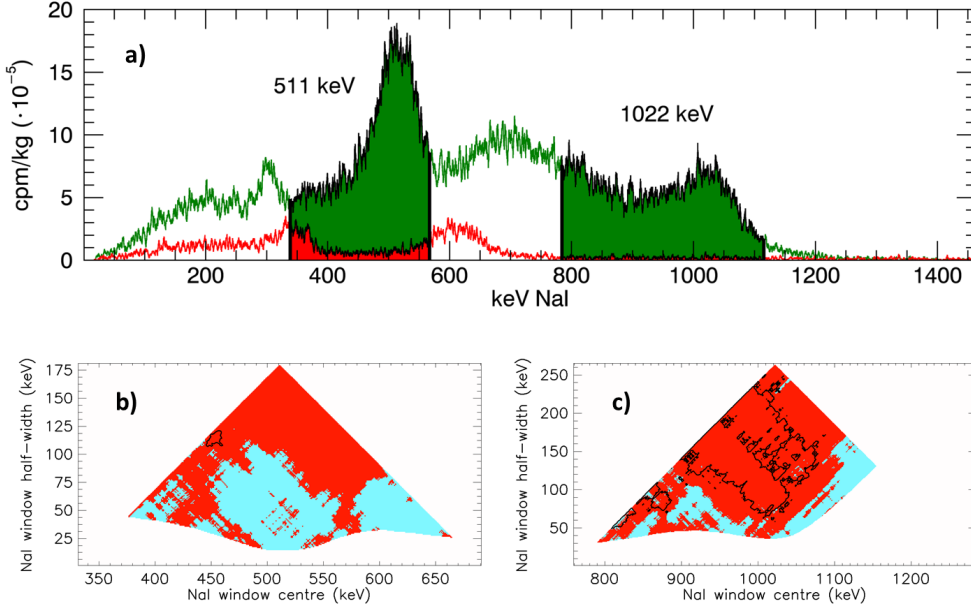 a)
511 keV
1022 keV
cpm/kg (·10⁻⁵)
20
15
10
5
0
200 400 600 800 1000 1200 1400
keV NaI
b)
NaI window half-width (keV)
175
150
125
100
75
50
25
350 400 450 500 550 600 650
NaI window centre (keV)
c)
NaI window half-width (keV)
250
200
150
100
50
800 900 1000 1100 1200
NaI window centre (keV)